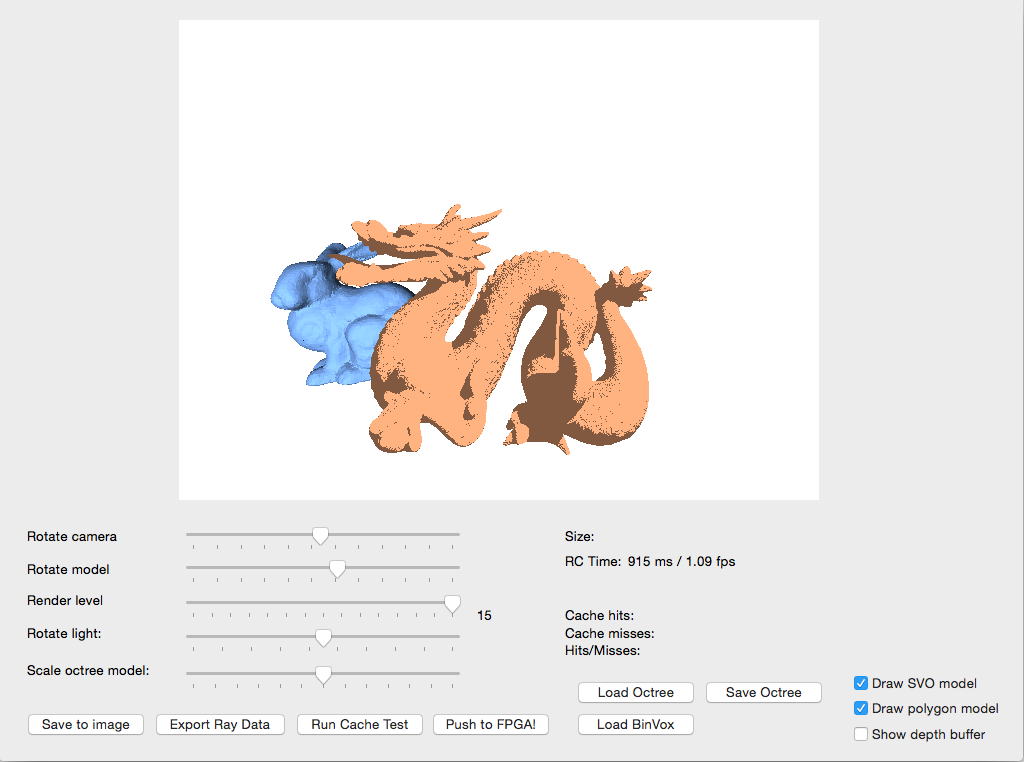 Rotate camera
Rotate model
Render level
15
Rotate light:
Scale octree model:
Size:
RC Time: 915 ms / 1.09 fps
Cache hits:
Cache misses:
Hits/Misses:
Load Octree
Save Octree
Save to image
Export Ray Data
Run Cache Test
Push to FPGA!
Load BinVox
Draw SVO model
Draw polygon model
Show depth buffer